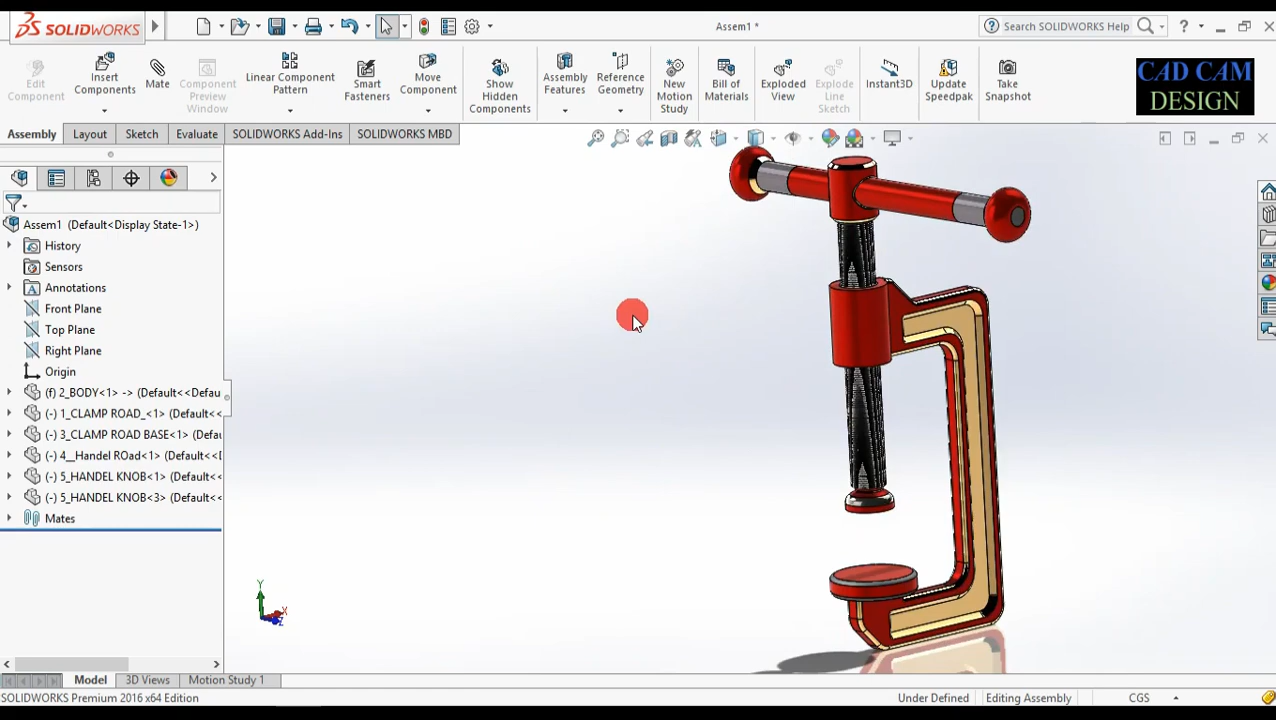 SOLIDWORKS
Assem1 *
Search SOLIDWORKS Help
?
Edit Component
Insert Components
Mate
Component Preview Window
Linear Component Pattern
Smart Fasteners
Move Component
Show Hidden Components
Assembly Features
Reference Geometry
New Motion Study
Bill of Materials
Exploded View
Explode Line Sketch
Instant3D
Update Speedpak
Take Snapshot
CAD CAM
DESIGN
Assembly
Layout
Sketch
Evaluate
SOLIDWORKS Add-Ins
SOLIDWORKS MBD
Assem1 (Default<Display State-1>)
History
Sensors
Annotations
Front Plane
Top Plane
Right Plane
Origin
(f) 2_BODY<1> -> (Default<<Defau
(-) 1_CLAMP ROAD_<1> (Default<<
(-) 3_CLAMP ROAD BASE<1> (Defau
(-) 4__Handel ROad<1> (Default<<D
(-) 5_HANDEL KNOB<1> (Default<<
(-) 5_HANDEL KNOB<3> (Default<<
Mates
Y
X
Z
Model
3D Views
Motion Study 1
SOLIDWORKS Premium 2016 x64 Edition
Under Defined
Editing Assembly
CGS